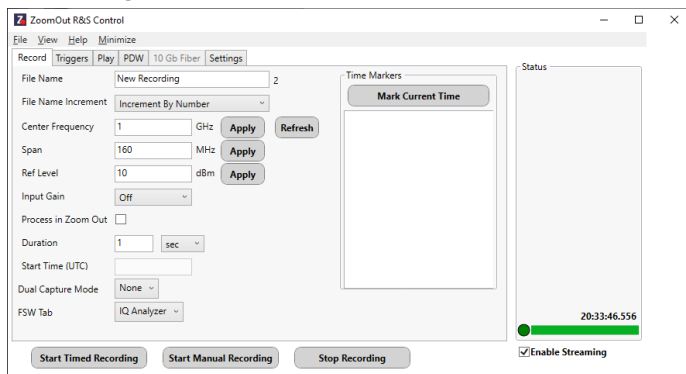 ZoomOut R&S Control
File View Help Minimize
Record Triggers Play PDW 10 Gb Fiber Settings
File Name New Recording 2
File Name Increment Increment By Number
Center Frequency 1 GHz Apply Refresh
Span 160 MHz Apply
Ref Level 10 dBm Apply
Input Gain Off
Process in Zoom Out
Duration 1 sec
Start Time (UTC)
Dual Capture Mode None
FSW Tab IQ Analyzer
Time Markers
Mark Current Time
Status
20:33:46.556
Enable Streaming
Start Timed Recording Start Manual Recording Stop Recording